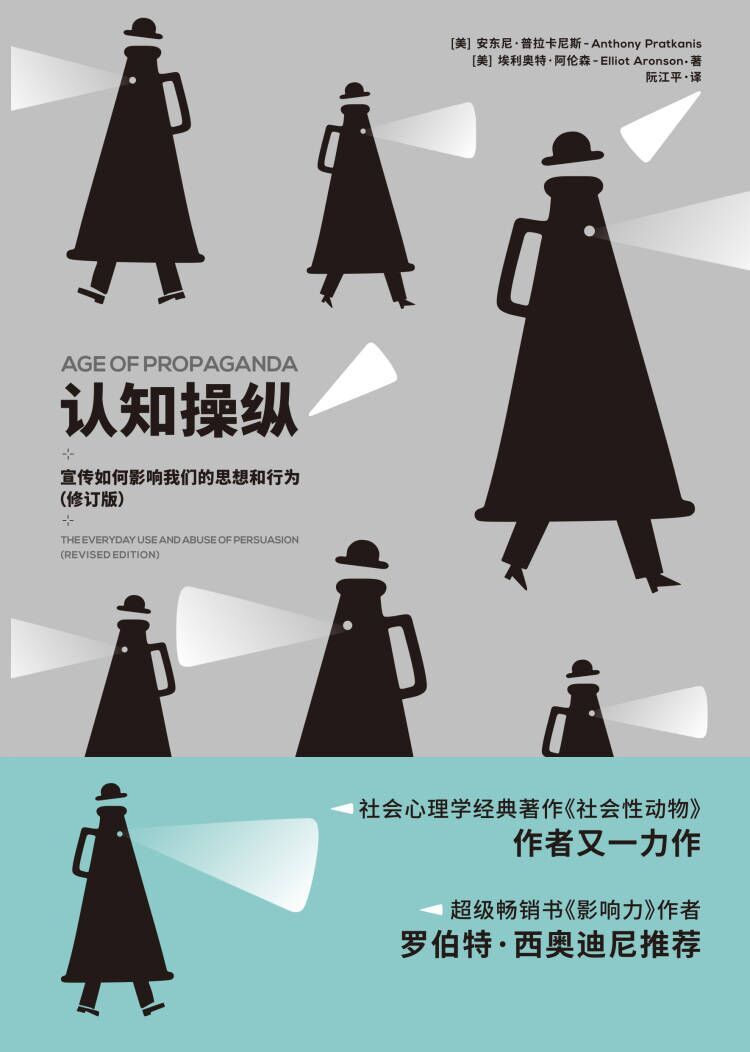 [美] 安东尼·普拉卡尼斯-Anthony Pratkanis
[美] 埃利奥特·阿伦森-Elliot Aronson·著
阮江平·译
AGE OF PROPAGANDA
认知操纵
宣传如何影响我们的思想和行为
(修订版)
THE EVERYDAY USE AND ABUSE OF PERSUASION
(REVISED EDITION)
社会心理学经典著作《社会性动物》
作者又一力作
超级畅销书《影响力》作者
罗伯特·西奥迪尼推荐